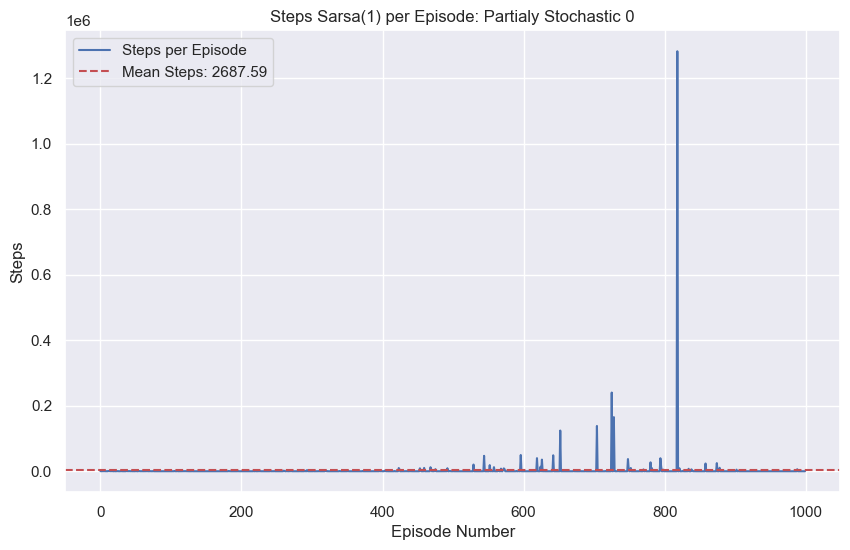 Steps Sarsa(1) per Episode: Partialy Stochastic 0
1e6
Steps per Episode
Mean Steps: 2687.59
1.2
1.0
0.8
0.6
0.4
0.2
0.0
Steps
0 200 400 600 800 1000
Episode Number